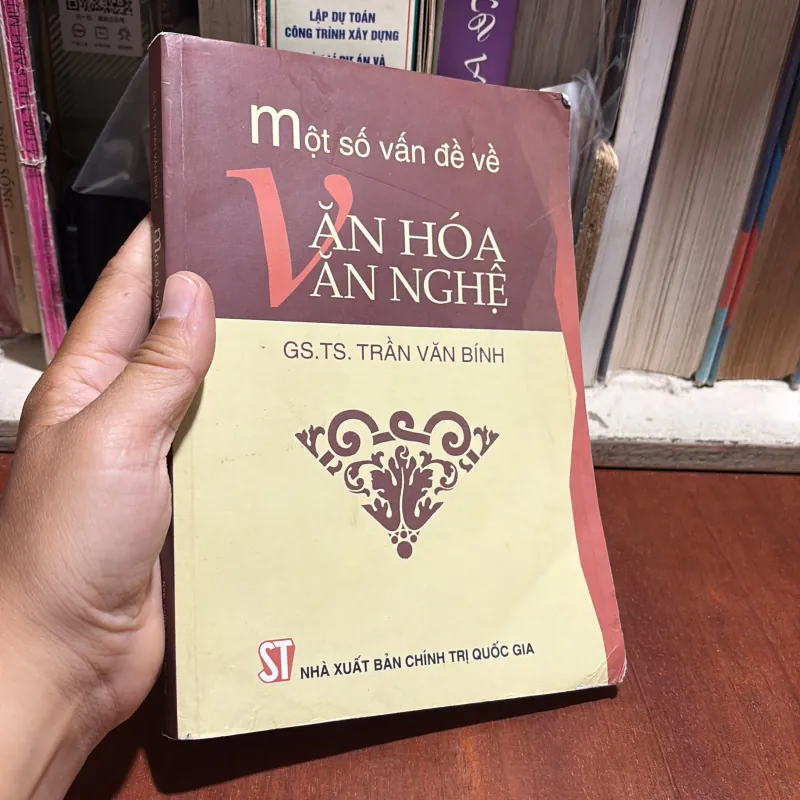 LẬP DỰ TOÁN
CÔNG TRÌNH XÂY DỰNG
một số vấn đề về
VĂN HÓA
VĂN NGHỆ
GS.TS. TRẦN VĂN BÍNH
ST NHÀ XUẤT BẢN CHÍNH TRỊ QUỐC GIA